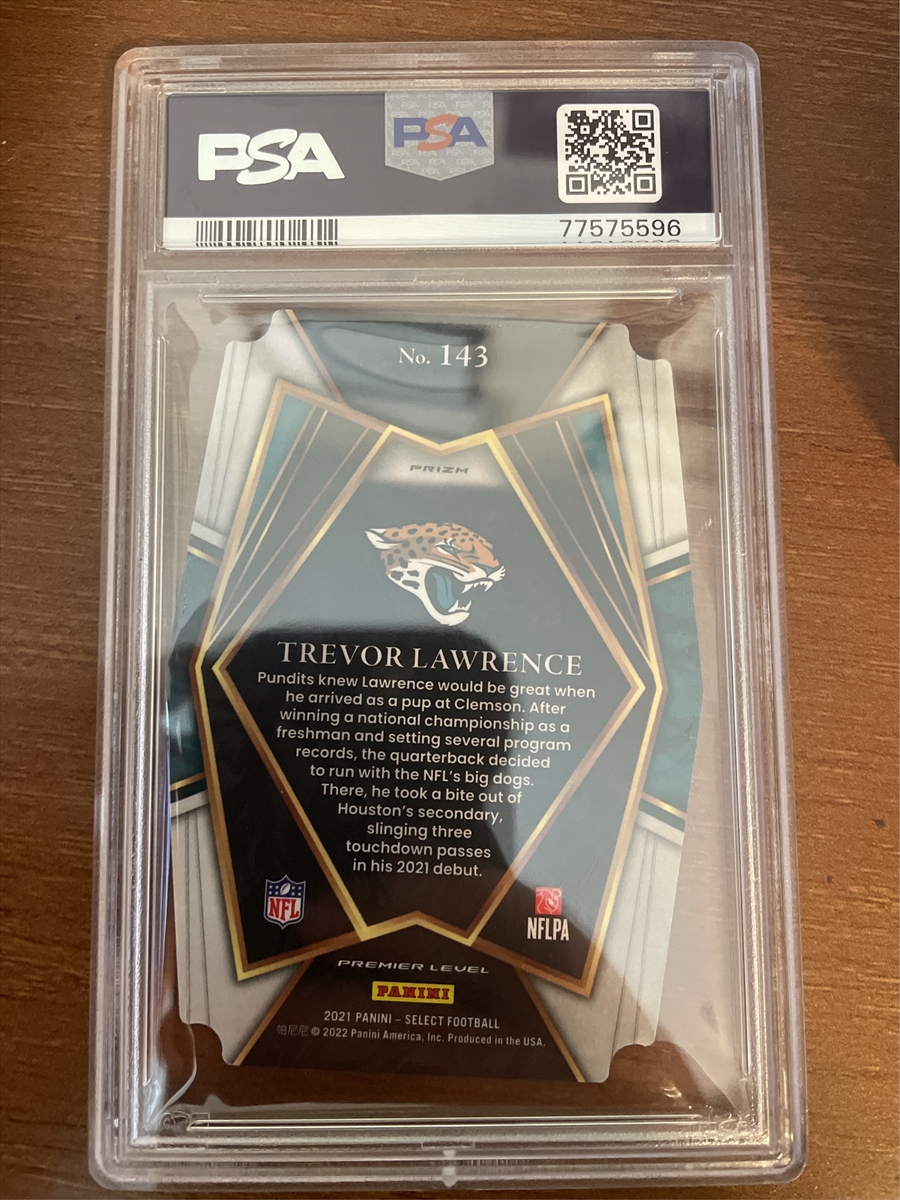 PSA
PSA
77575596
No. 143
PRIZM
TREVOR LAWRENCE
Pundits knew Lawrence would be great when
he arrived as a pup at Clemson. After
winning a national championship as a
freshman and setting several program
records, the quarterback decided
to run with the NFL's big dogs.
There, he took a bite out of
Houston's secondary,
slinging three
touchdown passes
in his 2021 debut.
NFL
NFLPA
PREMIER LEVEL
PANINI
2021 PANINI – SELECT FOOTBALL
帕尼尼 © 2022 Panini America, Inc. Produced in the USA.